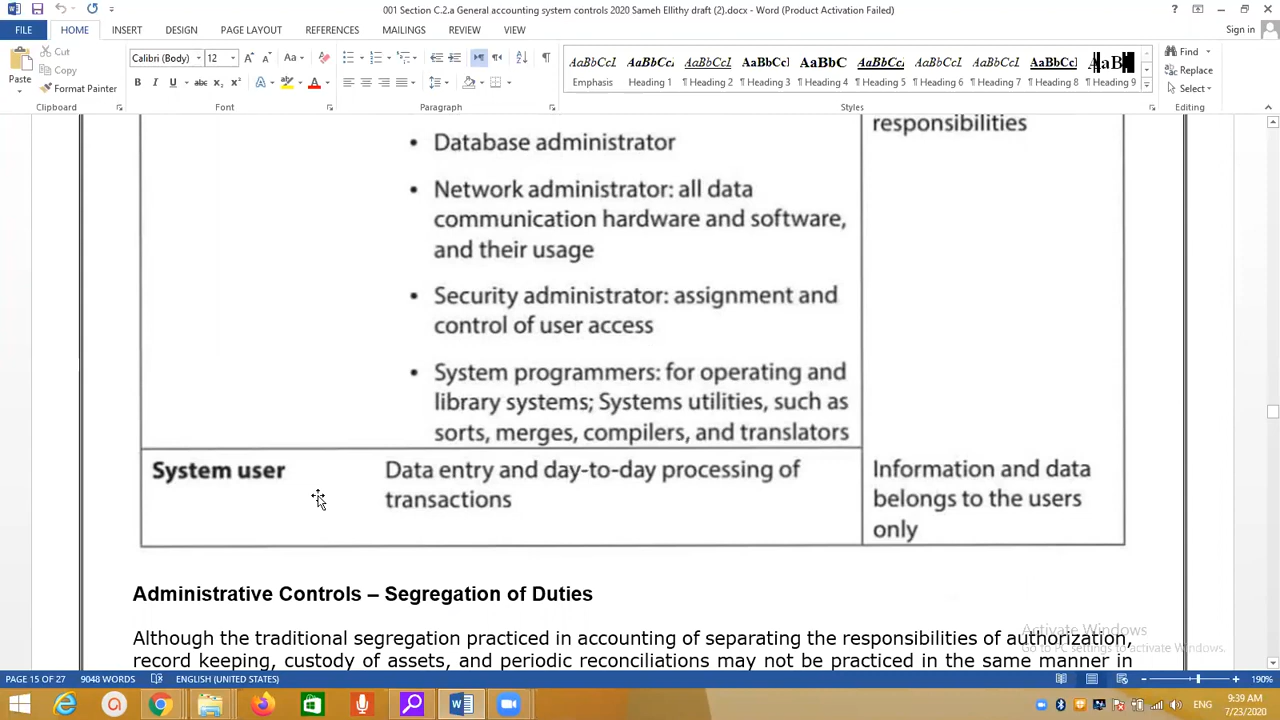 001 Section C.2.a General accounting system controls 2020 Sameh Ellithy draft (2).docx - Word (Product Activation Failed)
FILE HOME INSERT DESIGN PAGE LAYOUT REFERENCES MAILINGS REVIEW VIEW Sign in
Paste
Cut
Copy
Format Painter
Calibri (Body) 12
Emphasis Heading 1 ¶ Heading 2 ¶ Heading 3 ¶ Heading 4 ¶ Heading 5 ¶ Heading 6 ¶ Heading 7 ¶ Heading 8 ¶ Heading 9
Find
Replace
Select
Clipboard Font Paragraph Styles Editing
responsibilities
• Database administrator
• Network administrator: all data
communication hardware and software,
and their usage
• Security administrator: assignment and
control of user access
• System programmers: for operating and
library systems; Systems utilities, such as
sorts, merges, compilers, and translators
System user
Data entry and day-to-day processing of
transactions
Information and data
belongs to the users
only
Administrative Controls – Segregation of Duties
Although the traditional segregation practiced in accounting of separating the responsibilities of authorization,
record keeping, custody of assets, and periodic reconciliations may not be practiced in the same manner in
Activate Windows
Go to PC settings to activate Windows.
PAGE 15 OF 27 9048 WORDS ENGLISH (UNITED STATES) 190%
ENG
9:39 AM
7/23/2020